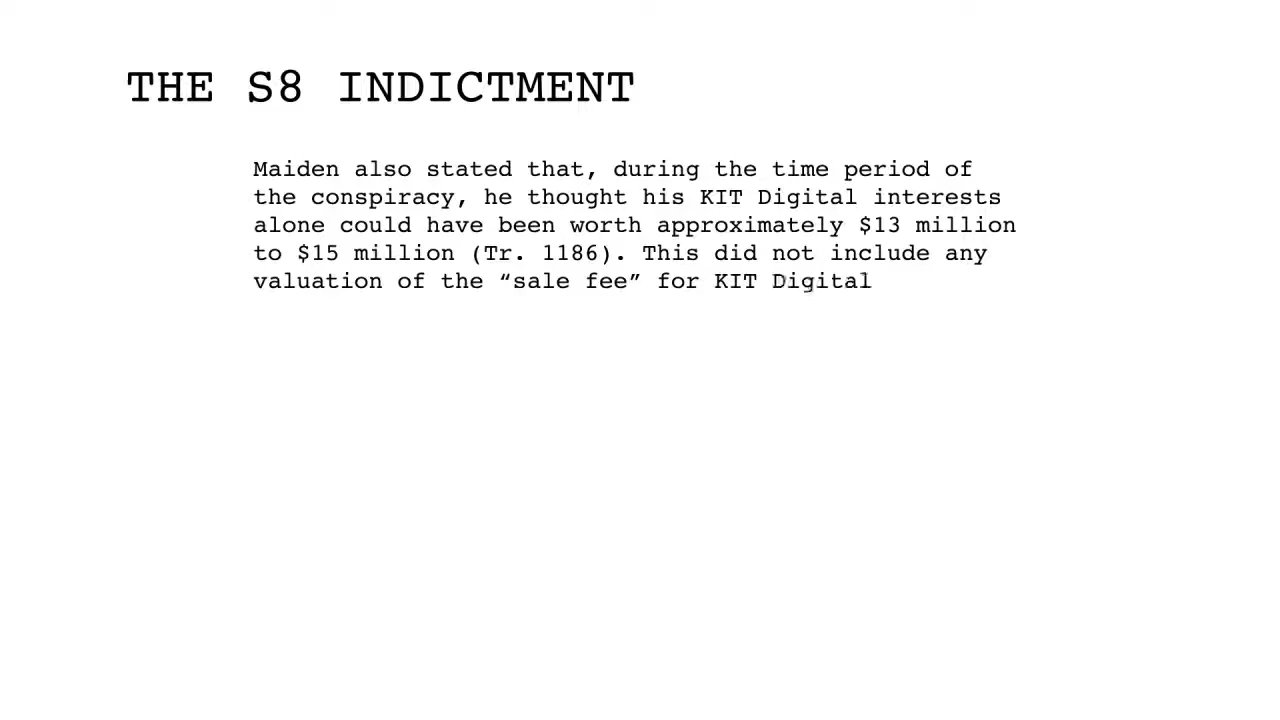 THE S8 INDICTMENT
Maiden also stated that, during the time period of
the conspiracy, he thought his KIT Digital interests
alone could have been worth approximately $13 million
to $15 million (Tr. 1186). This did not include any
valuation of the “sale fee” for KIT Digital